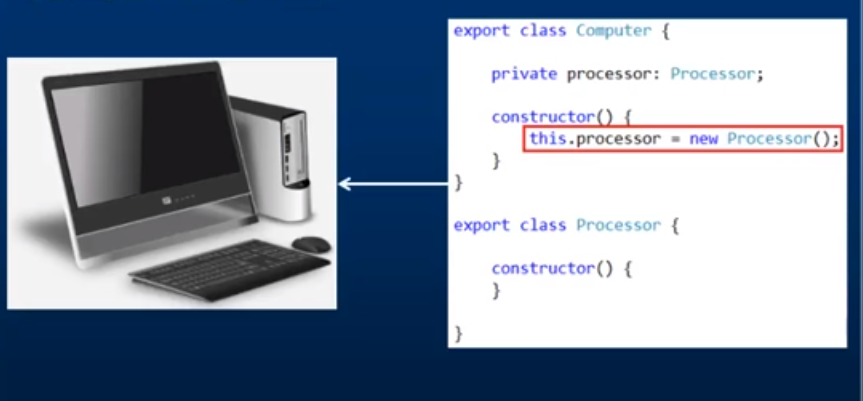 export class Computer {
private processor: Processor;
constructor() {
this.processor = new Processor();
}
}
export class Processor {
constructor() {
}
}